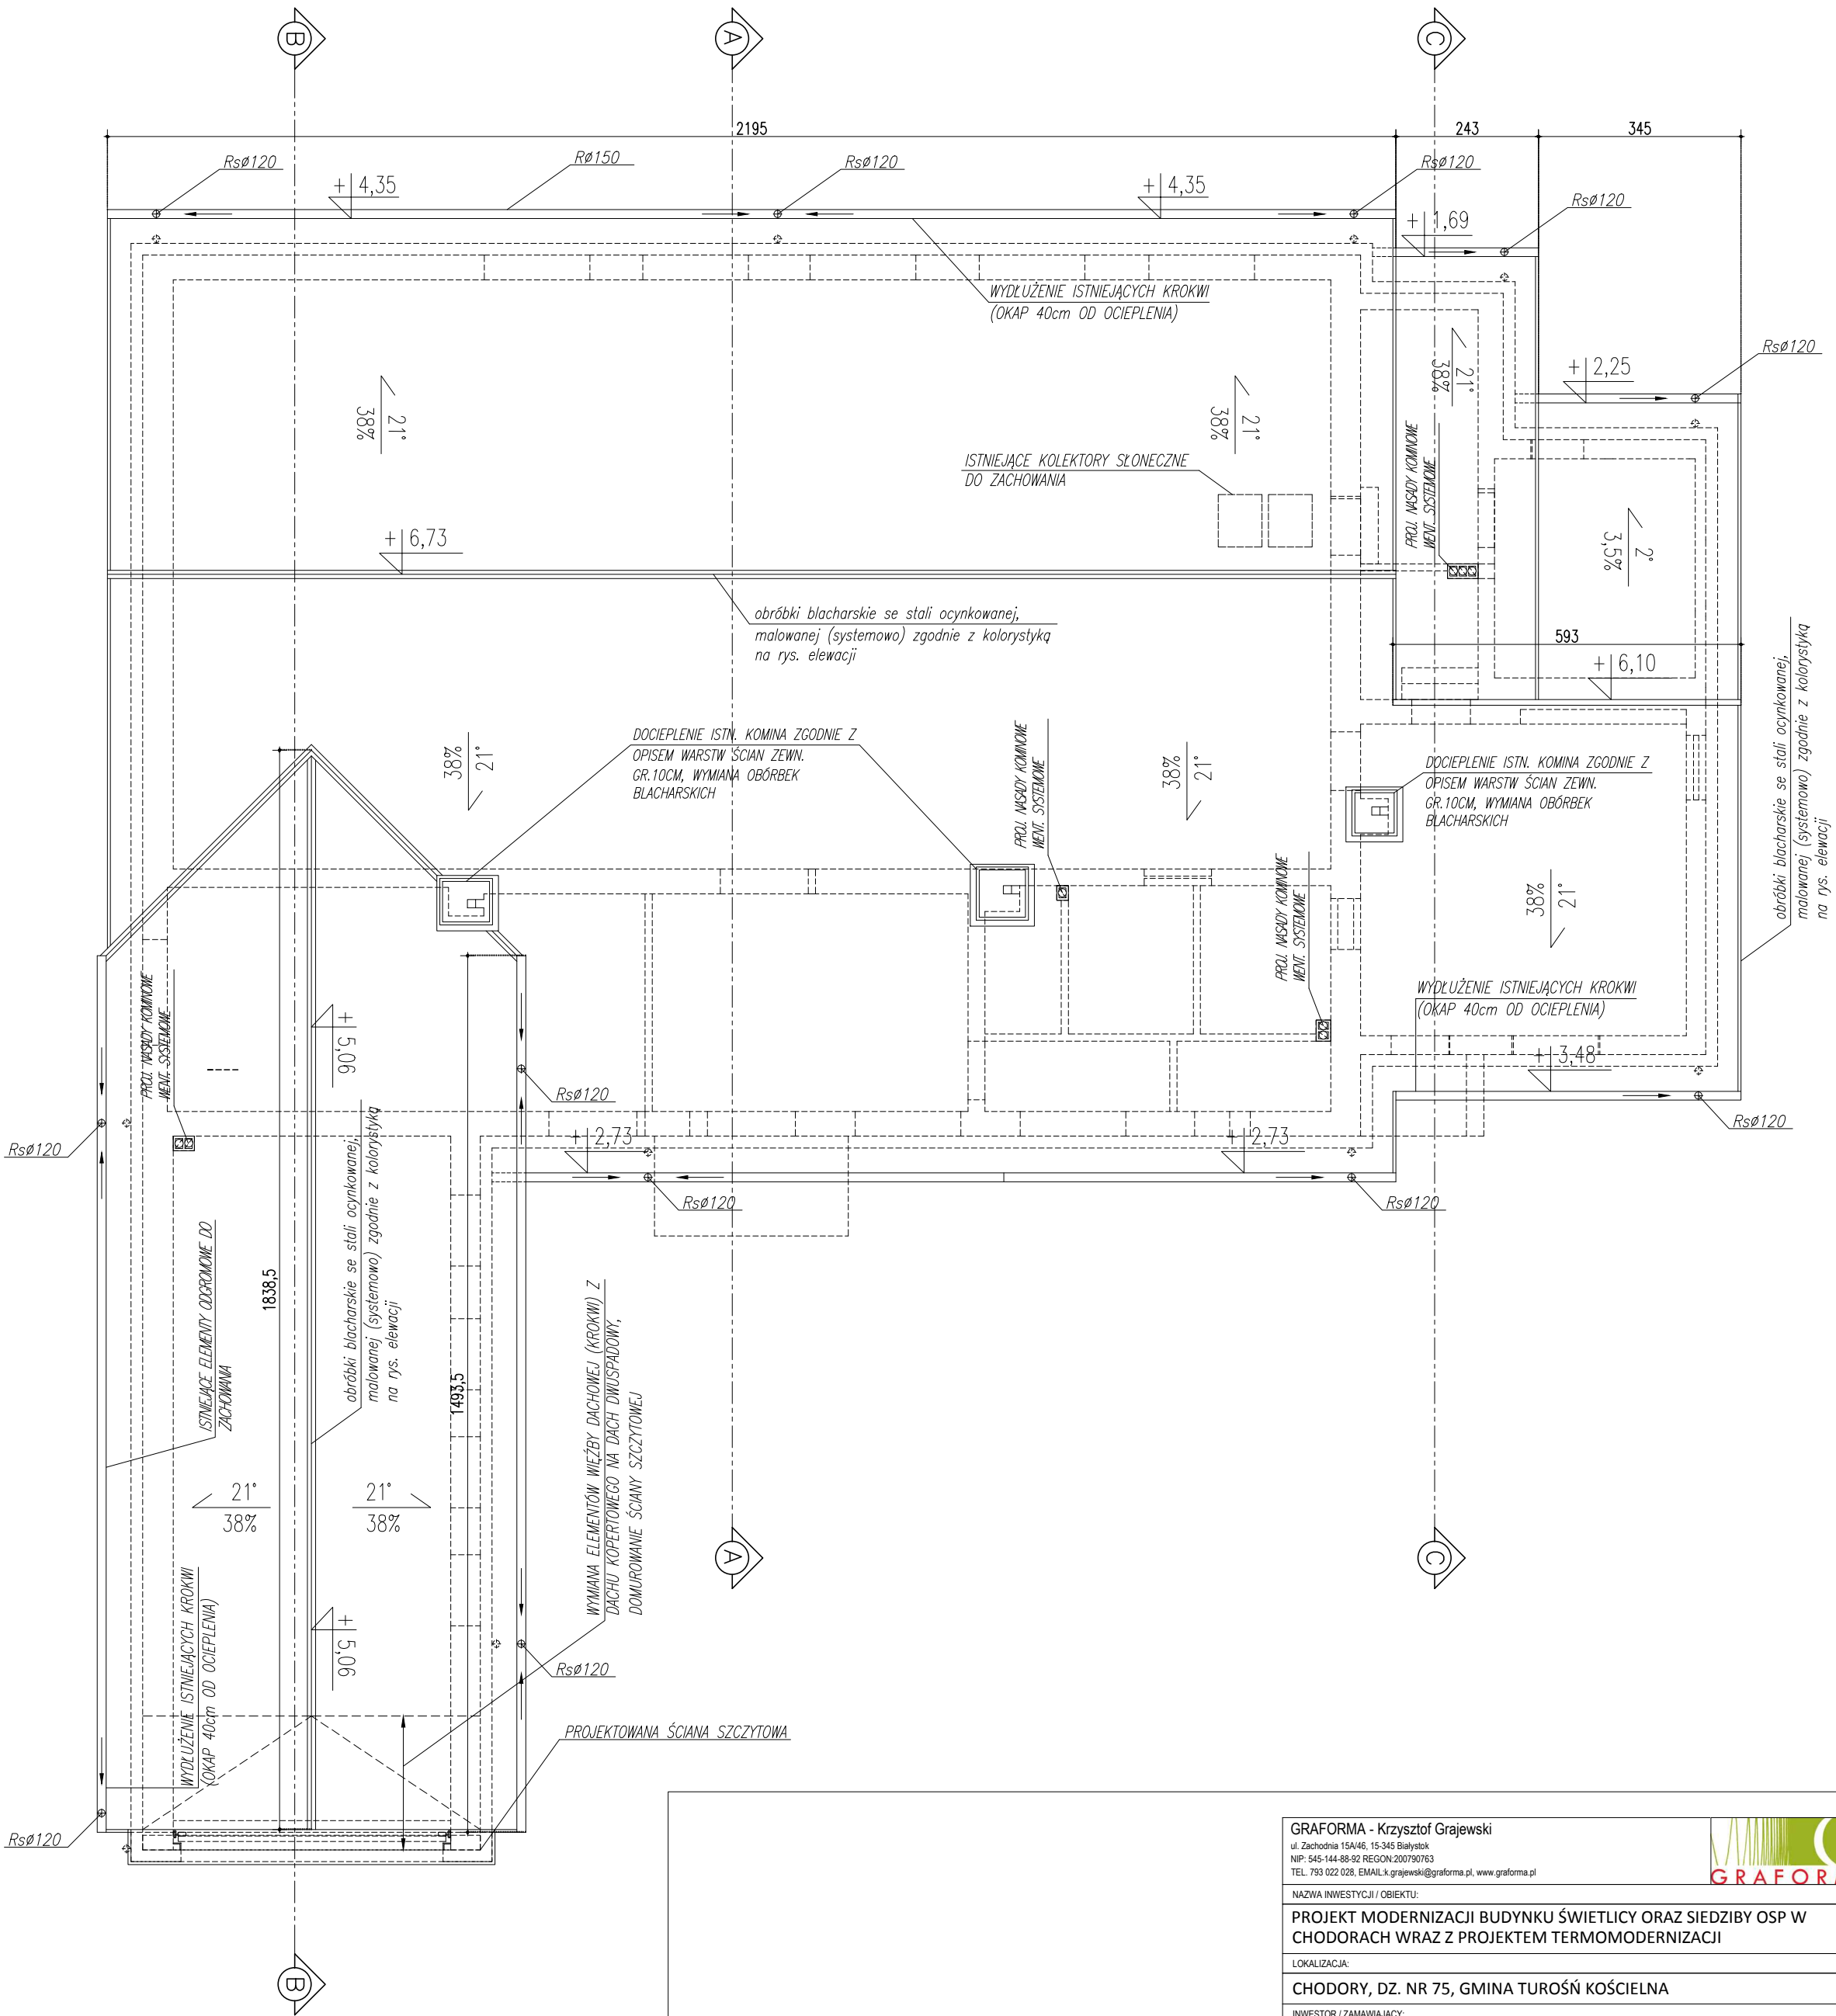 B
A
C
2195
243
345
Rsø120
Rø150
Rsø120
Rsø120
Rsø120
+ 4,35
+ 4,35
+ 1,69
WYDŁUŻENIE ISTNIEJĄCYCH KROKWI
(OKAP 40cm OD OCIEPLENIA)
Rsø120
+ 2,25
21°
38%
21°
38%
21°
38%
ISTNIEJĄCE KOLEKTORY SŁONECZNE
DO ZACHOWANIA
PROJ. NASADY KOMINOWE
WENT. SYSTEMOWE
2°
3,5%
+ 6,73
obróbki blacharskie se stali ocynkowanej,
malowanej (systemowo) zgodnie z kolorystyką
na rys. elewacji
593
+ 6,10
obróbki blacharskie se stali ocynkowanej,
malowanej (systemowo) zgodnie z kolorystyką
na rys. elewacji
38%
21°
DOCIEPLENIE ISTN. KOMINA ZGODNIE Z
OPISEM WARSTW ŚCIAN ZEWN.
GR.10CM, WYMIANA OBÓRBEK
BLACHARSKICH
PROJ. NASADY KOMINOWE
WENT. SYSTEMOWE
38%
21°
DOCIEPLENIE ISTN. KOMINA ZGODNIE Z
OPISEM WARSTW ŚCIAN ZEWN.
GR.10CM, WYMIANA OBÓRBEK
BLACHARSKICH
PROJ. NASADY KOMINOWE
WENT. SYSTEMOWE
38%
21°
WYDŁUŻENIE ISTNIEJĄCYCH KROKWI
(OKAP 40cm OD OCIEPLENIA)
+ 3,48
PROJ. NASADY KOMINOWE
WENT. SYSTEMOWE
+ 5,06
Rsø120
Rsø120
Rsø120
+ 2,73
+ 2,73
Rsø120
Rsø120
ISTNIEJĄCE ELEMENTY ODGROMOWE DO
ZACHOWANIA
1838,5
obróbki blacharskie se stali ocynkowanej,
malowanej (systemowo) zgodnie z kolorystyką
na rys. elewacji
1493,5
WYMIANA ELEMENTÓW WIĘŹBY DACHOWEJ (KROKWI) Z
DACHU KOPERTOWEGO NA DACH DWUSPADOWY,
DOMUROWANIE ŚCIANY SZCZYTOWEJ
21°
38%
21°
38%
A
C
WYDŁUŻENIE ISTNIEJĄCYCH KROKWI
(OKAP 40cm OD OCIEPLENIA)
+ 5,06
Rsø120
PROJEKTOWANA ŚCIANA SZCZYTOWA
Rsø120
B
GRAFORMA - Krzysztof Grajewski
ul. Zachodnia 15A/46, 15-345 Białystok
NIP: 545-144-88-92 REGON:200790763
TEL. 793 022 028, EMAIL:k.grajewski@graforma.pl, www.graforma.pl
GRAFOR
NAZWA INWESTYCJI / OBIEKTU:
PROJEKT MODERNIZACJI BUDYNKU ŚWIETLICY ORAZ SIEDZIBY OSP W
CHODORACH WRAZ Z PROJEKTEM TERMOMODERNIZACJI
LOKALIZACJA:
CHODORY, DZ. NR 75, GMINA TUROŚŃ KOŚCIELNA
INWESTOR / ZAMAWIAJĄCY: